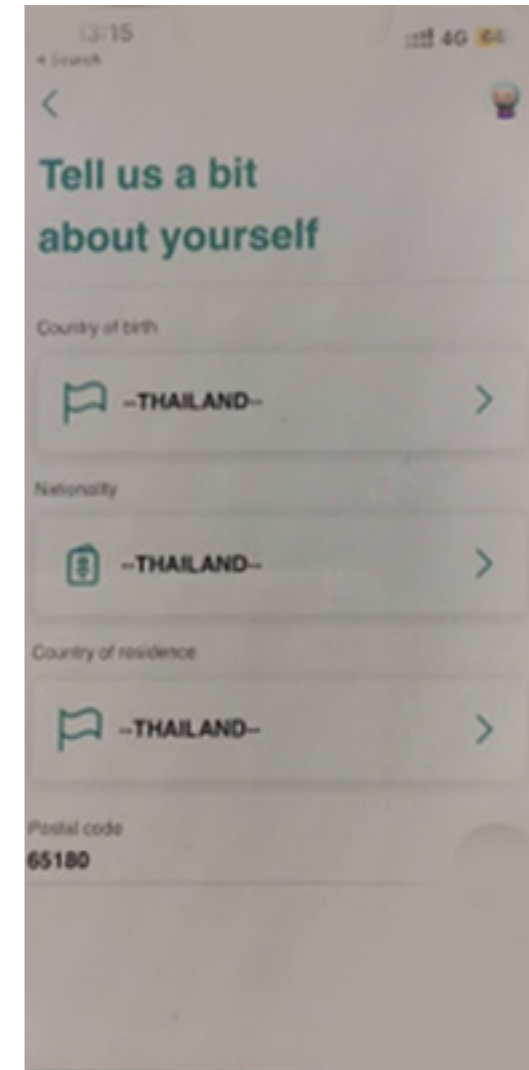 13:15
4G 64
Search
Tell us a bit
about yourself
Country of birth
--THAILAND--
Nationality
--THAILAND--
Country of residence
--THAILAND--
Postal code
65180